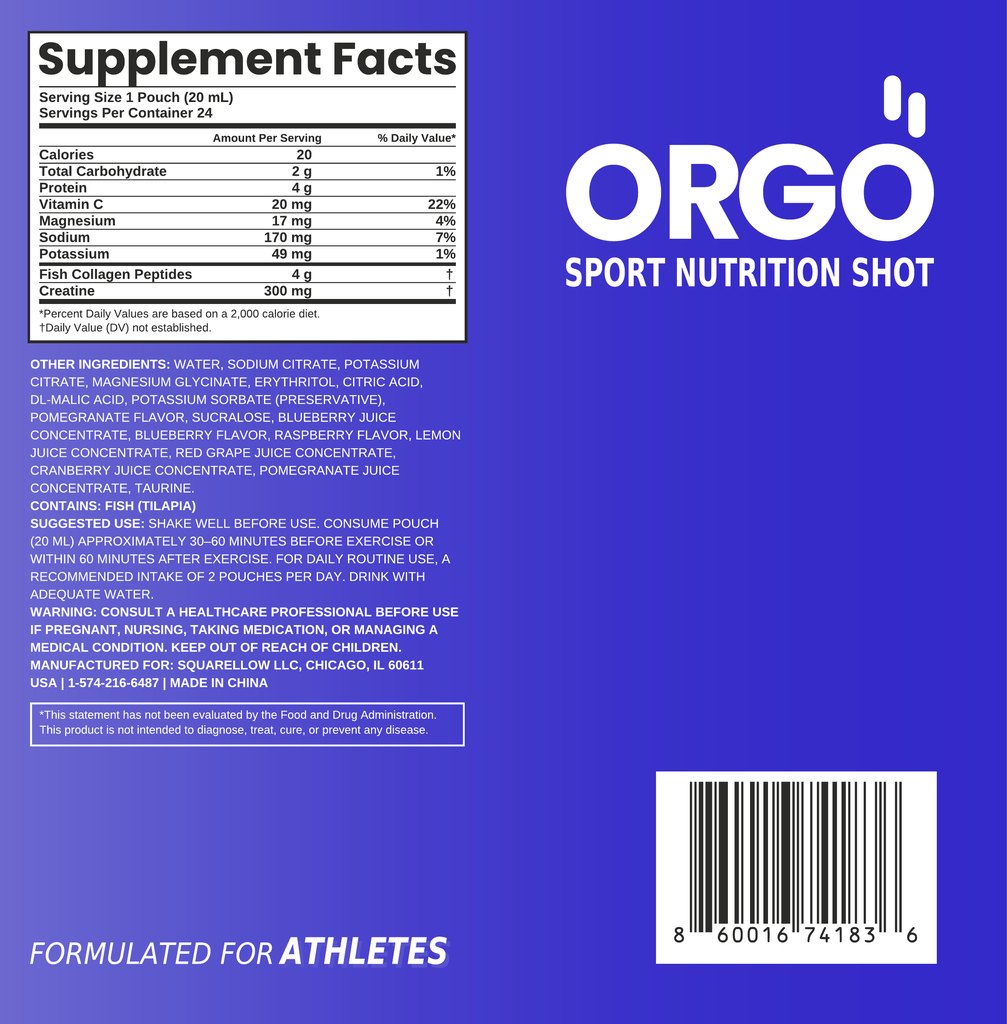 Supplement Facts
Serving Size 1 Pouch (20 mL)
Servings Per Container 24
Amount Per Serving % Daily Value*
Calories 20
Total Carbohydrate 2 g 1%
Protein 4 g
Vitamin C 20 mg 22%
Magnesium 17 mg 4%
Sodium 170 mg 7%
Potassium 49 mg 1%
Fish Collagen Peptides 4 g †
Creatine 300 mg †
*Percent Daily Values are based on a 2,000 calorie diet.
†Daily Value (DV) not established.
OTHER INGREDIENTS: WATER, SODIUM CITRATE, POTASSIUM
CITRATE, MAGNESIUM GLYCINATE, ERYTHRITOL, CITRIC ACID,
DL-MALIC ACID, POTASSIUM SORBATE (PRESERVATIVE),
POMEGRANATE FLAVOR, SUCRALOSE, BLUEBERRY JUICE
CONCENTRATE, BLUEBERRY FLAVOR, RASPBERRY FLAVOR, LEMON
JUICE CONCENTRATE, RED GRAPE JUICE CONCENTRATE,
CRANBERRY JUICE CONCENTRATE, POMEGRANATE JUICE
CONCENTRATE, TAURINE.
CONTAINS: FISH (TILAPIA)
SUGGESTED USE: SHAKE WELL BEFORE USE. CONSUME POUCH
(20 ML) APPROXIMATELY 30–60 MINUTES BEFORE EXERCISE OR
WITHIN 60 MINUTES AFTER EXERCISE. FOR DAILY ROUTINE USE, A
RECOMMENDED INTAKE OF 2 POUCHES PER DAY. DRINK WITH
ADEQUATE WATER.
WARNING: CONSULT A HEALTHCARE PROFESSIONAL BEFORE USE
IF PREGNANT, NURSING, TAKING MEDICATION, OR MANAGING A
MEDICAL CONDITION. KEEP OUT OF REACH OF CHILDREN.
MANUFACTURED FOR: SQUARELLOW LLC, CHICAGO, IL 60611
USA | 1-574-216-6487 | MADE IN CHINA
*This statement has not been evaluated by the Food and Drug Administration.
This product is not intended to diagnose, treat, cure, or prevent any disease.
FORMULATED FOR ATHLETES
ORGO
SPORT NUTRITION SHOT
8 60016 74183 6